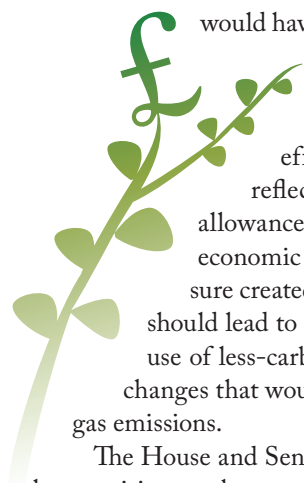 £
would hav
eff
reflec
allowance
economic
sure create
should lead to
use of less-carb
changes that wou
gas emissions.
The House and Sen